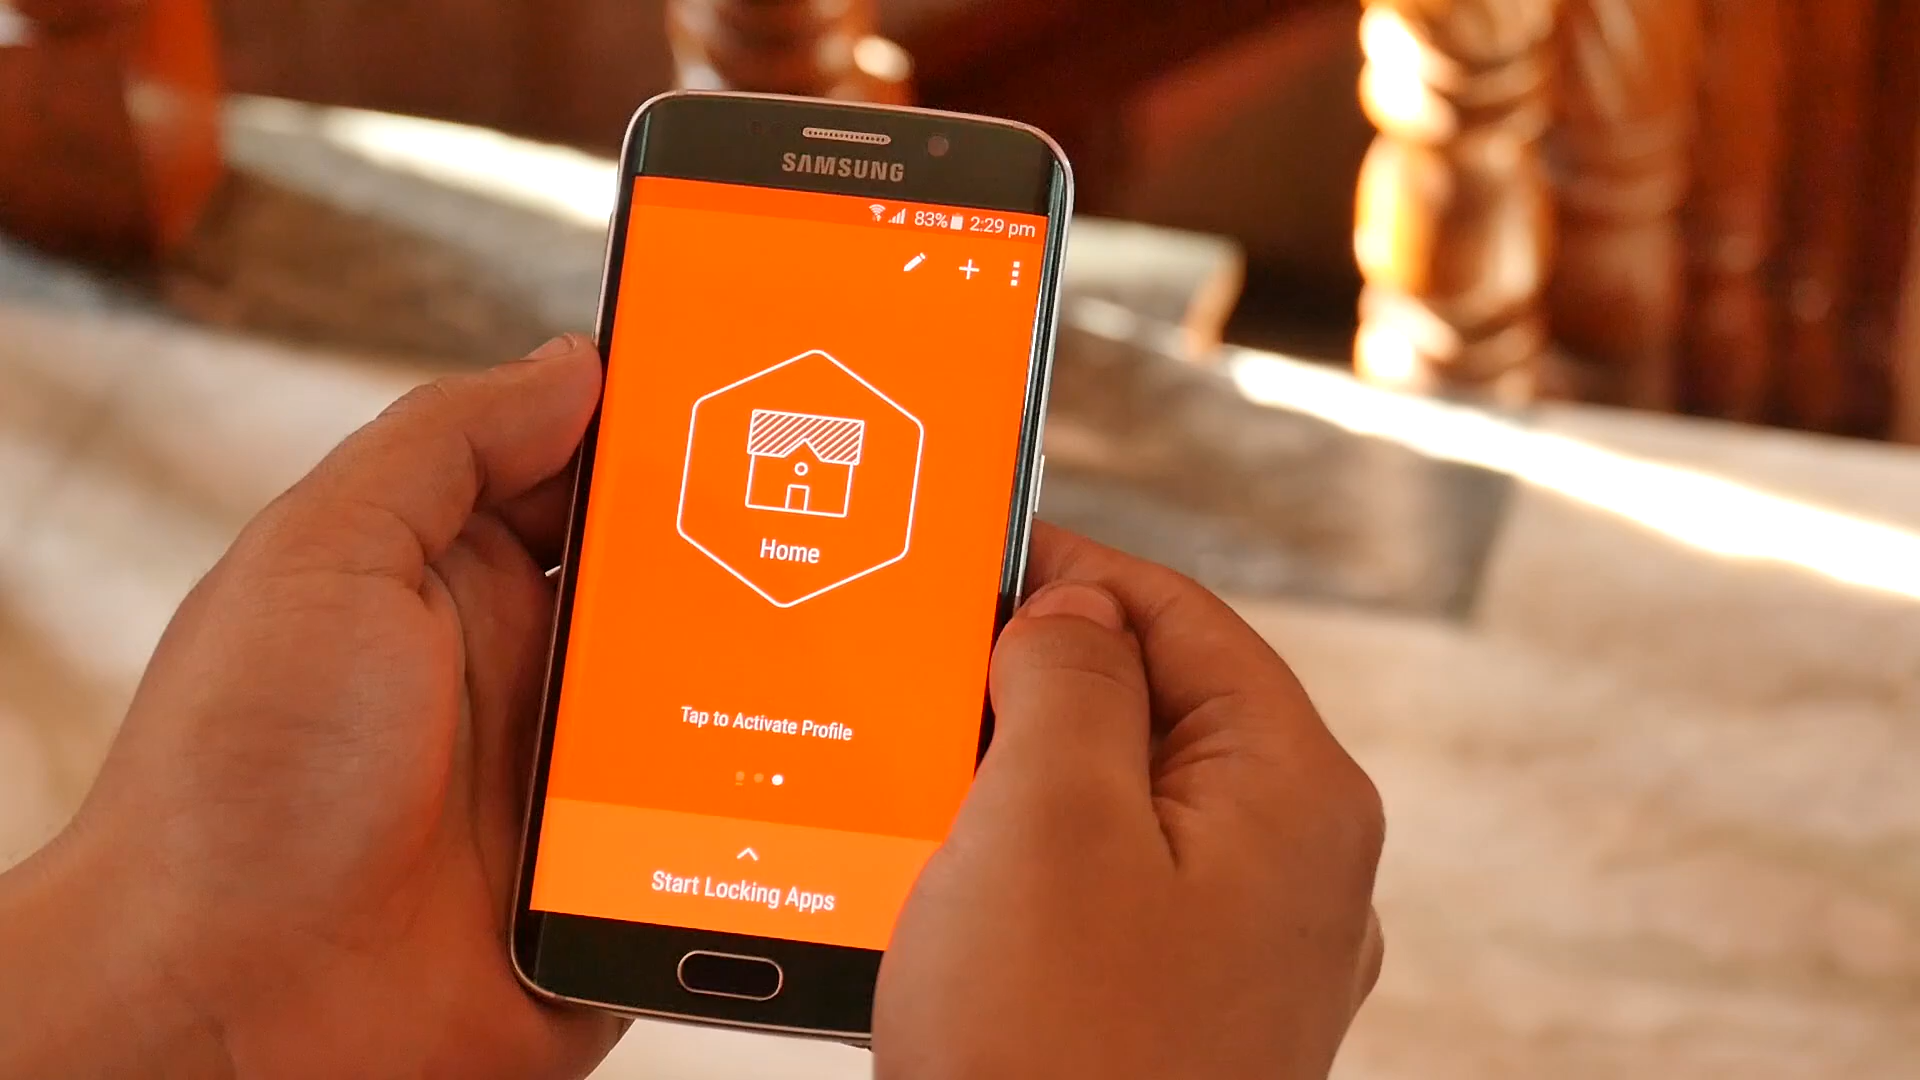 SAMSUNG
83% 2:29 pm
Home
Tap to Activate Profile
Start Locking Apps